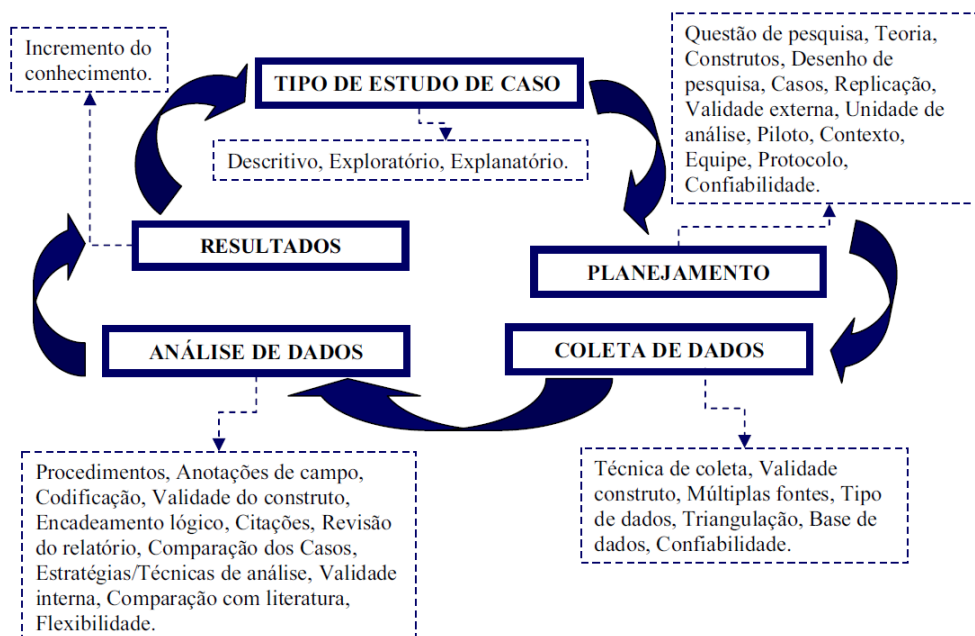 Incremento do
conhecimento.
TIPO DE ESTUDO DE CASO
Descritivo, Exploratório, Explanatório.
Questão de pesquisa, Teoria,
Construtos, Desenho de
pesquisa, Casos, Replicação,
Validade externa, Unidade de
análise, Piloto, Contexto,
Equipe, Protocolo,
Confiabilidade.
RESULTADOS
PLANEJAMENTO
ANÁLISE DE DADOS
COLETA DE DADOS
Procedimentos, Anotações de campo,
Codificação, Validade do construto,
Encadeamento lógico, Citações, Revisão
do relatório, Comparação dos Casos,
Estratégias/Técnicas de análise, Validade
interna, Comparação com literatura,
Flexibilidade.
Técnica de coleta, Validade
construto, Múltiplas fontes, Tipo
de dados, Triangulação, Base de
dados, Confiabilidade.